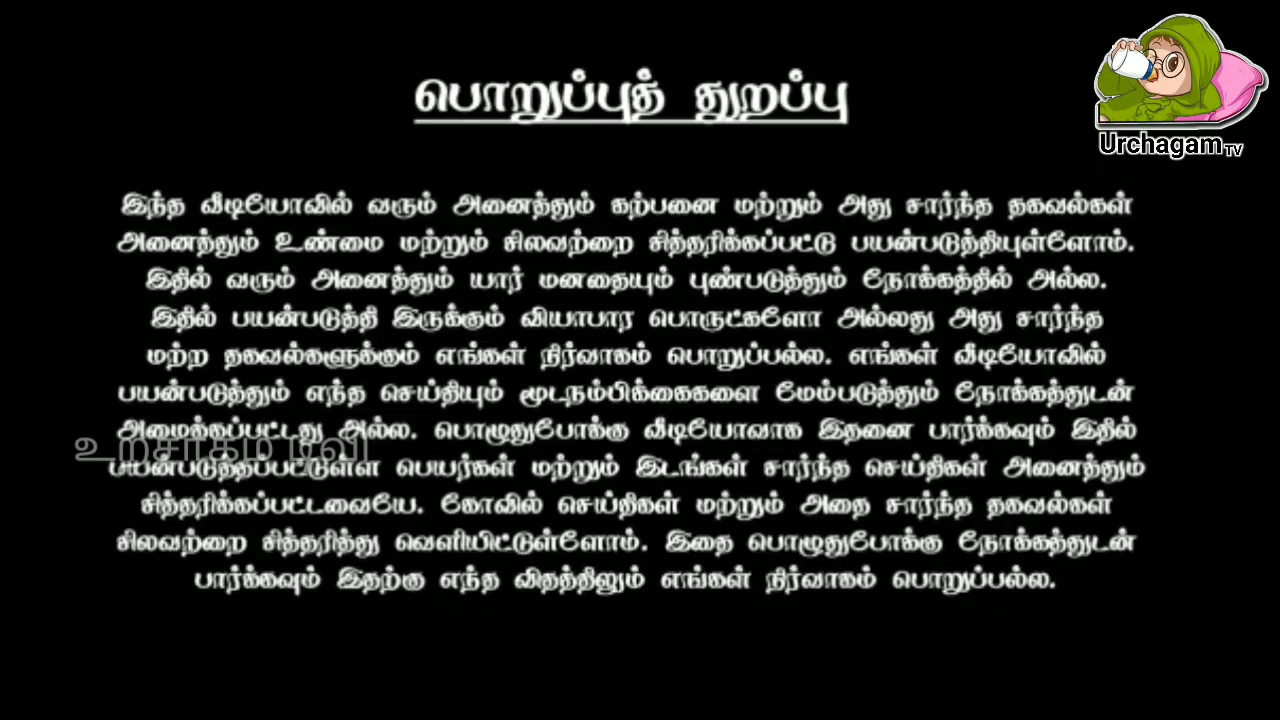 பொறுப்புத் துறப்பு
Urchagam TV
இந்த வீடியோவில் வரும் அனைத்தும் கற்பனை மற்றும் அது சார்ந்த தகவல்கள்
அனைத்தும் உண்மை மற்றும் சிலவற்றை சித்தரிக்கப்பட்டு பயன்படுத்தியுள்ளோம்.
இதில் வரும் அனைத்தும் யார் மனதையும் புண்படுத்தும் நோக்கத்தில் அல்ல.
இதில் பயன்படுத்தி இருக்கும் வியாபார பொருட்களோ அல்லது அது சார்ந்த
மற்ற தகவல்களுக்கும் எங்கள் நிர்வாகம் பொறுப்பல்ல. எங்கள் வீடியோவில்
பயன்படுத்தும் எந்த செய்தியும் மூடநம்பிக்கைகளை மேம்படுத்தும் நோக்கத்துடன்
அமைக்கப்பட்டது அல்ல. பொழுதுபோக்கு வீடியோவாக இதனை பார்க்கவும் இதில்
பயன்படுத்தப்பட்டுள்ள பெயர்கள் மற்றும் இடங்கள் சார்ந்த செய்திகள் அனைத்தும்
சித்தரிக்கப்பட்டவையே. கோவில் செய்திகள் மற்றும் அதை சார்ந்த தகவல்கள்
சிலவற்றை சித்தரித்து வெளியிட்டுள்ளோம். இதை பொழுதுபோக்கு நோக்கத்துடன்
பார்க்கவும் இதற்கு எந்த விதத்திலும் எங்கள் நிர்வாகம் பொறுப்பல்ல.